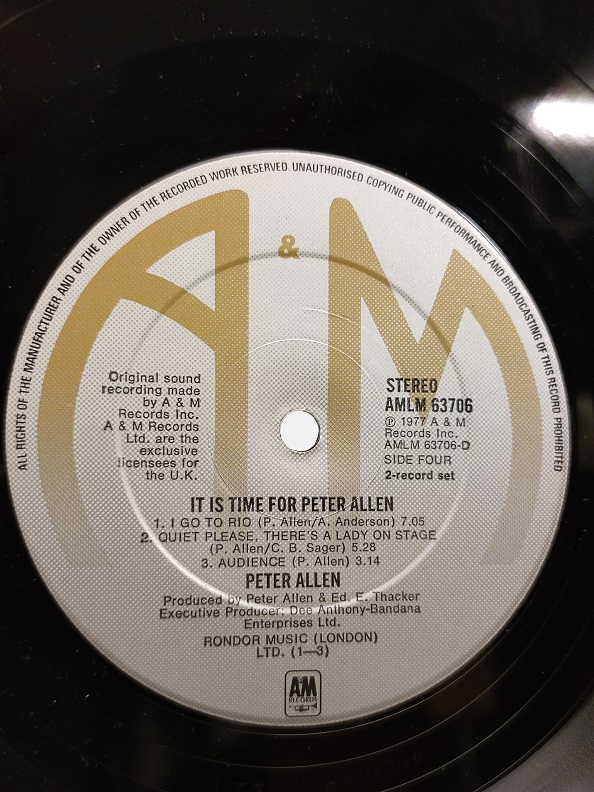 ALL RIGHTS OF THE MANUFACTURER AND OF THE OWNER OF THE RECORDED WORK RESERVED UNAUTHORISED COPYING PUBLIC PERFORMANCE AND BROADCASTING OF THIS RECORD PROHIBITED
A & M
Original sound
recording made
by A & M
Records Inc.
A & M Records
Ltd. are the
exclusive
licensees for
the U.K.
STEREO
AMLM 63706
Ⓟ 1977 A & M
Records Inc.
AMLM 63706-D
SIDE FOUR
2-record set
IT IS TIME FOR PETER ALLEN
1. I GO TO RIO (P. Allen/A. Anderson) 7.05
2. QUIET PLEASE, THERE'S A LADY ON STAGE
(P. Allen/C. B. Sager) 5.28
3. AUDIENCE (P. Allen) 3.14
PETER ALLEN
Produced by Peter Allen & Ed. E. Thacker
Executive Producer: Dee Anthony-Bandana
Enterprises Ltd.
RONDOR MUSIC (LONDON)
LTD. (1—3)
A&M
RECORDS